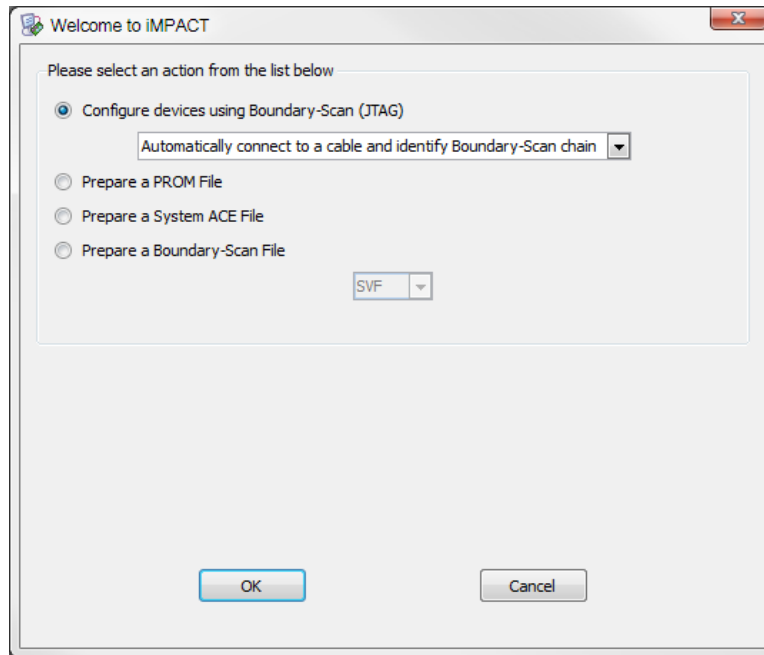 Welcome to iMPACT
Please select an action from the list below
Configure devices using Boundary-Scan (JTAG)
Automatically connect to a cable and identify Boundary-Scan chain
Prepare a PROM File
Prepare a System ACE File
Prepare a Boundary-Scan File
SVF
OK Cancel